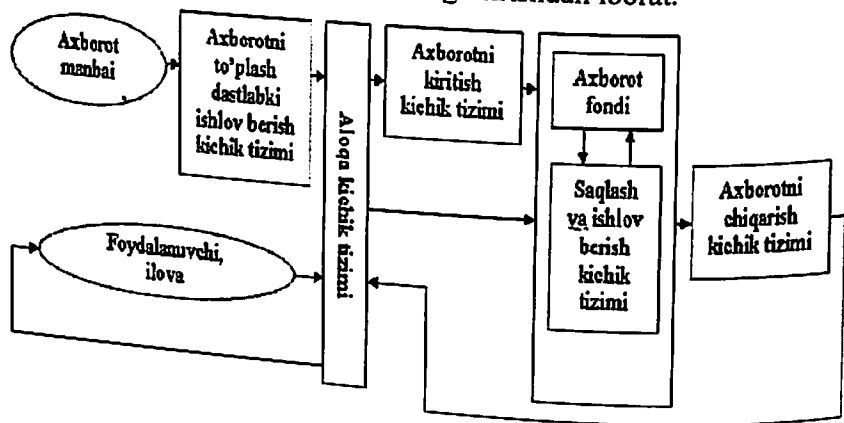 iborat.
Axborot
manbai
Axborotni
to'plash
dastlabki
ishlov berish
kichik tizimi
Aloqa kichik tizimi
Axborotni
kiritish
kichik tizimi
Axborot
fondi
Saqlash
va ishlov
berish
kichik
tizimi
Axborotni
chiqarish
kichik tizimi
Foydalanuvchi,
ilova